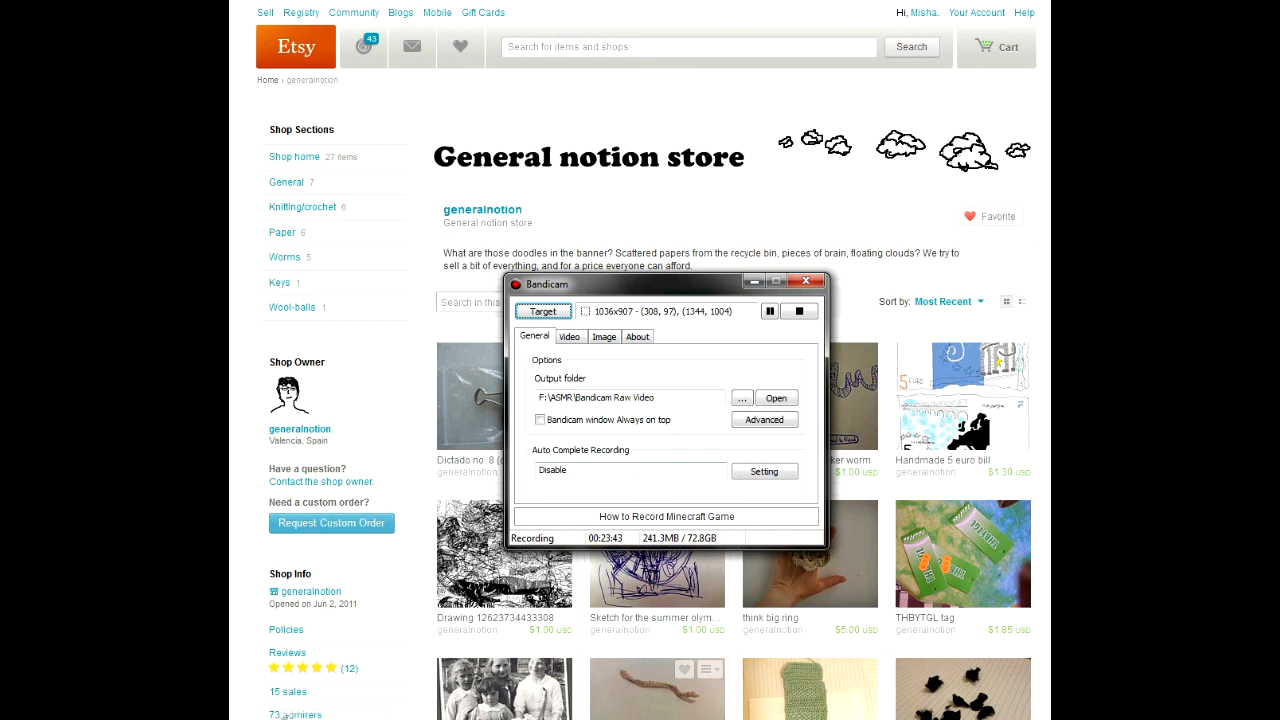 Sell Registry Community Blogs Mobile Gift Cards
Hi, Misha. Your Account Help
Etsy
43
Search for items and shops
Search
Cart
Home › generalnotion
Shop Sections
Shop home 27 items
General 7
Knitting/crochet 6
Paper 6
Worms 5
Keys 1
Wool-balls 1
General notion store
generalnotion
General notion store
Favorite
What are those doodles in the banner? Scattered papers from the recycle bin, pieces of brain, floating clouds? We try to
sell a bit of everything, and for a price everyone can afford.
Search in this
Sort by: Most Recent
Bandicam
Target
1036x907 - (308, 97), (1344, 1004)
General Video Image About
Options
Output folder
F:\ASMR\Bandicam Raw Video
... Open
Bandicam window Always on top
Advanced
Auto Complete Recording
Disable
Setting
How to Record Minecraft Game
Recording 00:23:43 241.3MB / 72.8GB
Shop Owner
generalnotion
Valencia, Spain
Have a question?
Contact the shop owner.
Need a custom order?
Request Custom Order
Shop Info
generalnotion
Opened on Jun 2, 2011
Policies
Reviews
(12)
15 sales
73 admirers
Dictado no. 8 (
generalnotion
worm
$1.00 USD
5 EURO
Handmade 5 euro bill
generalnotion $1.30 USD
Drawing 12623734433308
generalnotion $1.00 USD
Sketch for the summer olym...
generalnotion $1.00 USD
think big ring
generalnotion $5.00 USD
THBYTGL
THBYTGL tag
generalnotion $1.85 USD